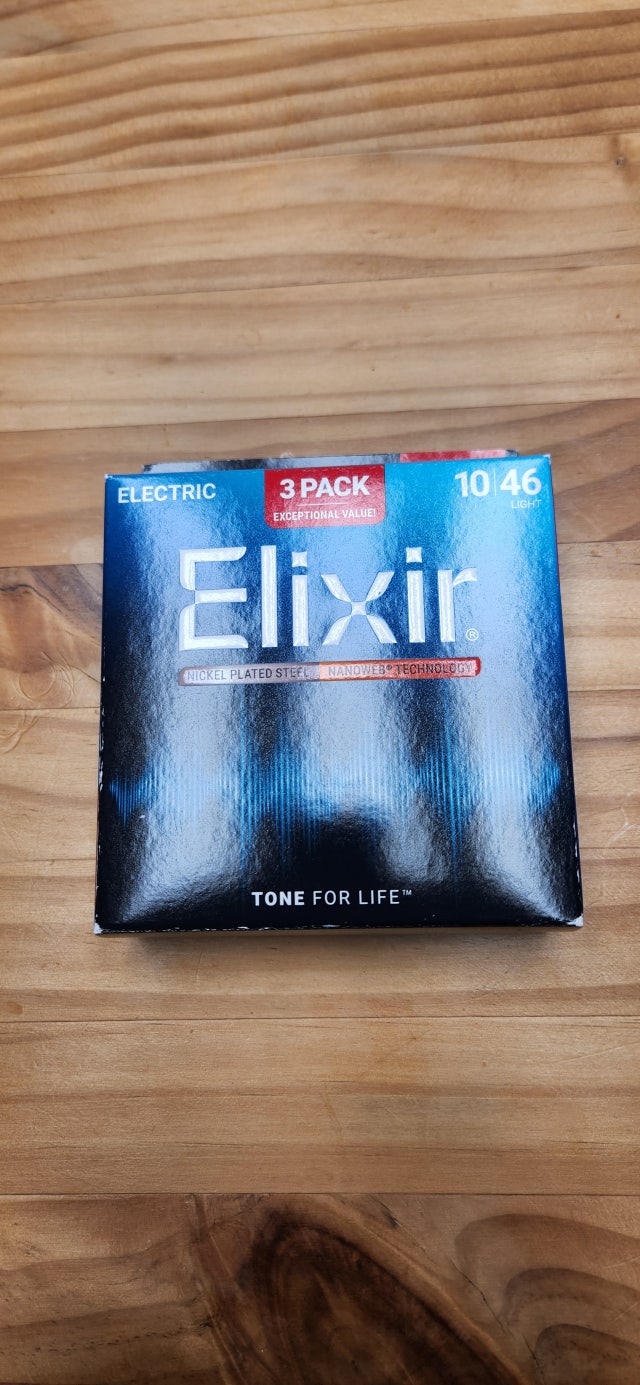 ELECTRIC
3 PACK
EXCEPTIONAL VALUE!
10|46
LIGHT
Elixir®
NICKEL PLATED STEEL NANOWEB® TECHNOLOGY
TONE FOR LIFE™